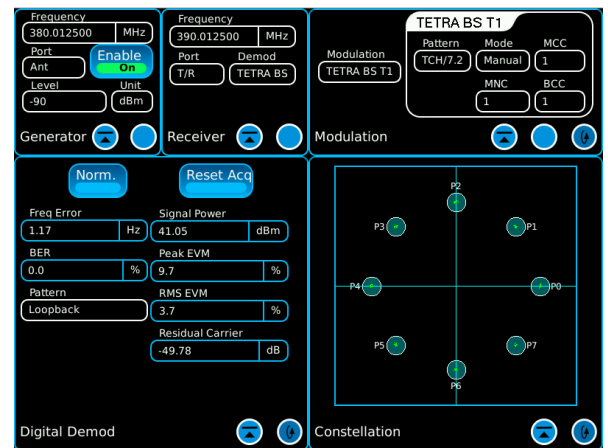 Frequency
380.012500 MHz
Port
Ant
Enable
On
Level Unit
-90 dBm
Generator
Frequency
390.012500 MHz
Port Demod
T/R TETRA BS
Receiver
TETRA BS T1
Modulation
TETRA BS T1
Pattern Mode MCC
TCH/7.2 Manual 1
MNC BCC
1 1
Modulation
Norm. Reset Acq
Freq Error Signal Power
1.17 Hz 41.05 dBm
BER Peak EVM
0.0 % 9.7 %
Pattern RMS EVM
Loopback 3.7 %
Residual Carrier
-49.78 dB
Digital Demod
P2
P3 P1
P4 P0
P5 P7
P6
Constellation